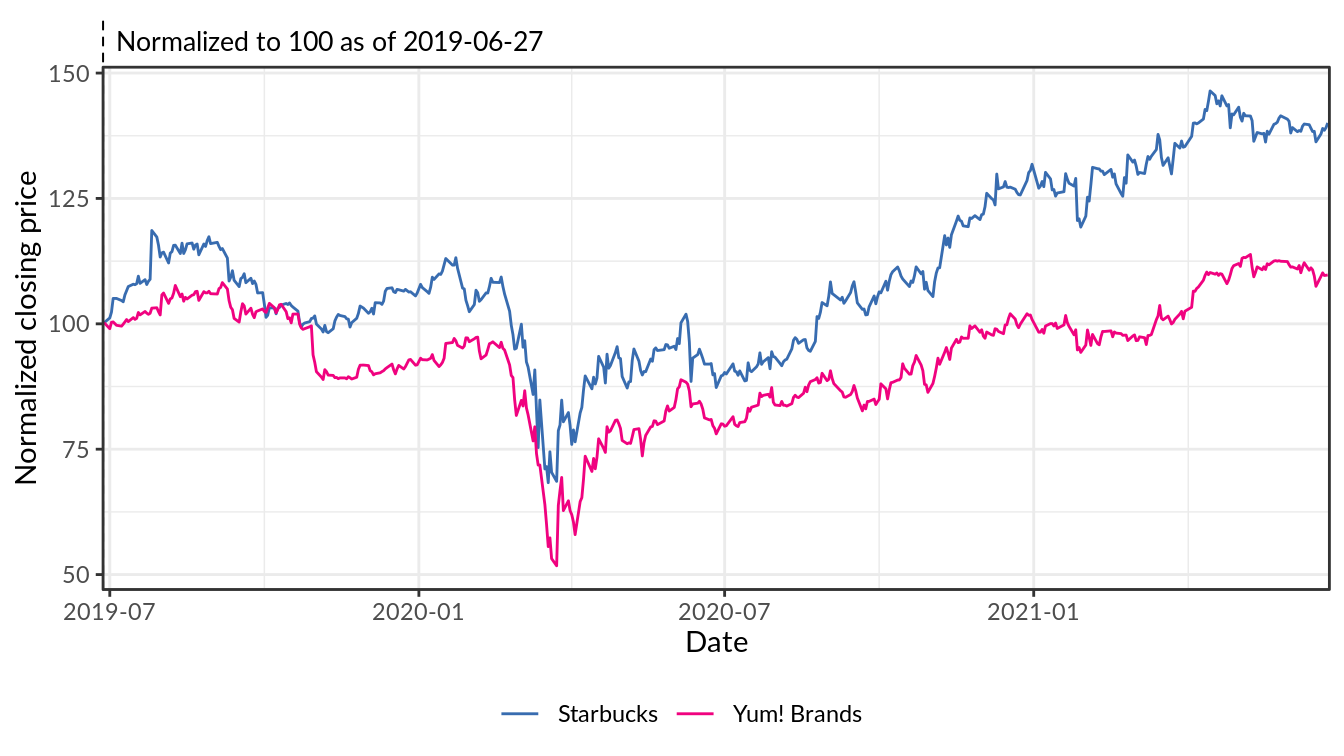 Normalized to 100 as of 2019-06-27
150
125
100
75
50
Normalized closing price
2019-07 2020-01 2020-07 2021-01
Date
Starbucks Yum! Brands